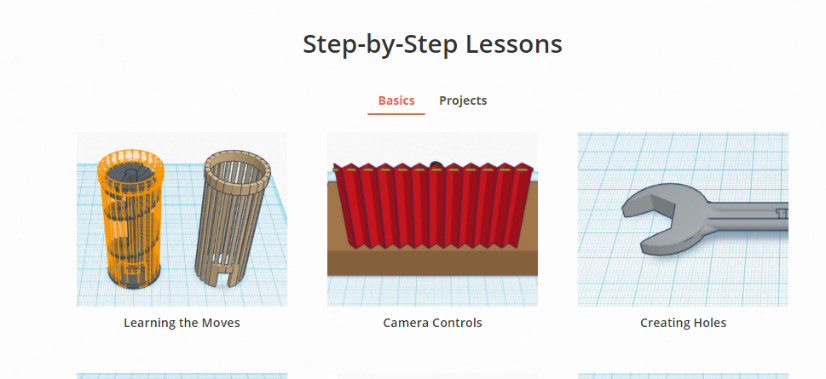 Step-by-Step Lessons
Basics Projects
Learning the Moves
Camera Controls
Creating Holes